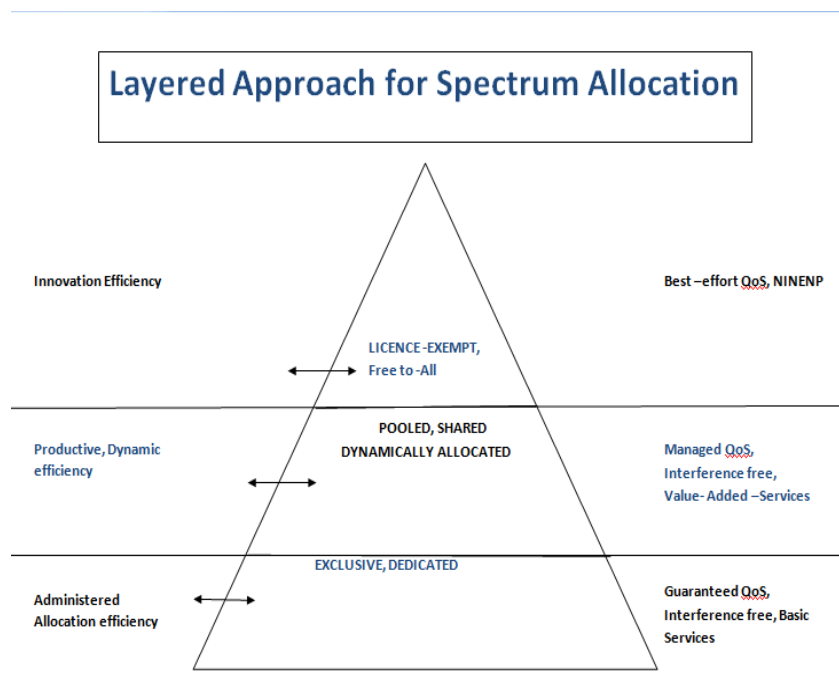 Layered Approach for Spectrum Allocation
Innovation Efficiency
Best –effort QoS, NINENP
LICENCE -EXEMPT,
Free to -All
POOLED, SHARED
DYNAMICALLY ALLOCATED
Productive, Dynamic
efficiency
Managed QoS,
Interference free,
Value- Added –Services
EXCLUSIVE, DEDICATED
Administered
Allocation efficiency
Guaranteed QoS,
Interference free, Basic
Services